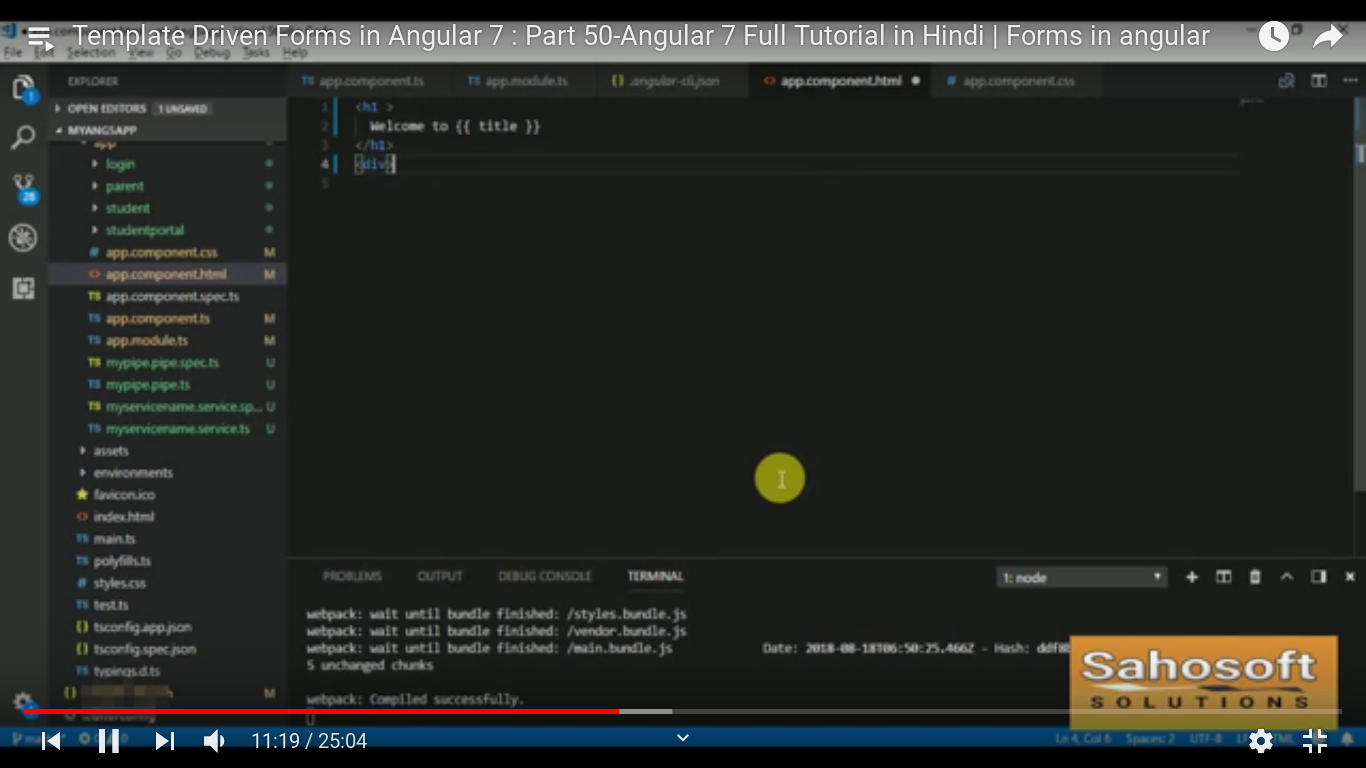 Template Driven Forms in Angular 7 : Part 50-Angular 7 Full Tutorial in Hindi | Forms in angular
File Edit Selection View Go Debug Tasks Help
EXPLORER
OPEN EDITORS 1 UNSAVED
MYANGSAPP
app
login
parent
student
studentportal
app.component.css M
app.component.html M
app.component.spec.ts
app.component.ts M
app.module.ts M
mypipe.pipe.spec.ts U
mypipe.pipe.ts U
myservicename.service.sp... U
myservicename.service.ts U
assets
environments
favicon.ico
index.html
main.ts
polyfills.ts
styles.css
test.ts
tsconfig.app.json
tsconfig.spec.json
typings.d.ts
app.component.ts app.module.ts .angular-cli.json app.component.html app.component.css
1 <h1 >
2 Welcome to {{ title }}
3 </h1>
4 <div>
5
PROBLEMS OUTPUT DEBUG CONSOLE TERMINAL 1: node
webpack: wait until bundle finished: /styles.bundle.js
webpack: wait until bundle finished: /vendor.bundle.js
webpack: wait until bundle finished: /main.bundle.js Date: 2018-08-18T06:50:25.466Z - Hash:
5 unchanged chunks
webpack: Compiled successfully.
Sahosoft
SOLUTIONS
11:19 / 25:04
Ln 4, Col 6 Spaces: 2 UTF-8